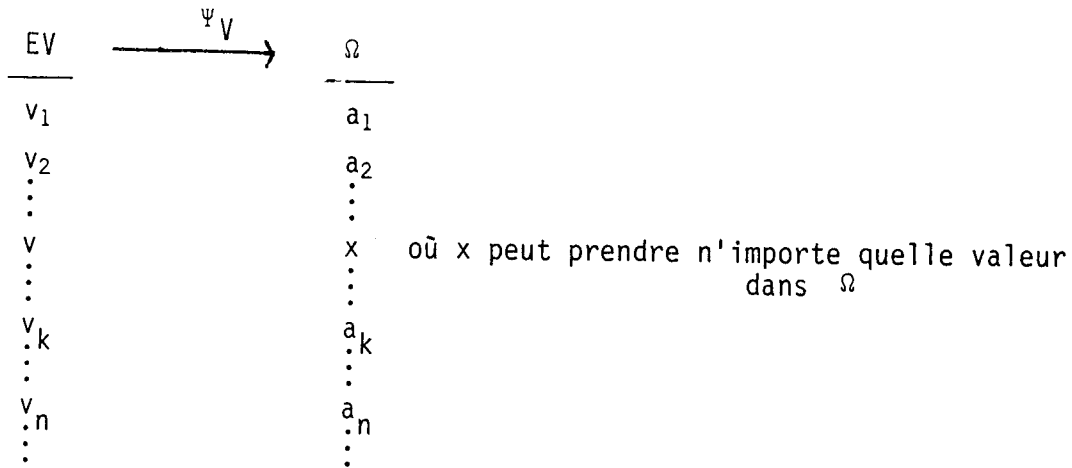 EV Ψ_V Ω
v₁ a₁
v₂ a₂
v x où x peut prendre n'importe quelle valeur
dans Ω
v_k a_k
v_n a_n